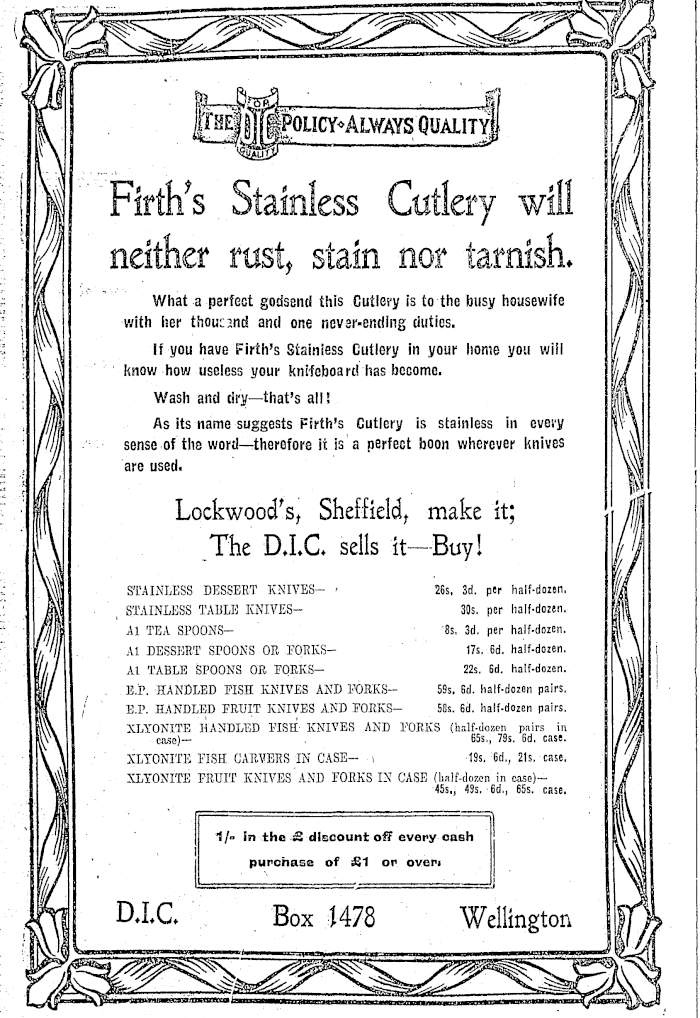 THE FOR DIC QUALITY POLICY ALWAYS QUALITY
Firth's Stainless Cutlery will
neither rust, stain nor tarnish.
What a perfect godsend this Cutlery is to the busy housewife
with her thousand and one never-ending duties.
If you have Firth's Stainless Cutlery in your home you will
know how useless your knifeboard has become.
Wash and dry—that's all!
As its name suggests Firth's Cutlery is stainless in every
sense of the word—therefore it is a perfect boon wherever knives
are used.
Lockwood's, Sheffield, make it;
The D.I.C. sells it—Buy!
STAINLESS DESSERT KNIVES— 26s. 3d. per half-dozen.
STAINLESS TABLE KNIVES— 30s. per half-dozen.
A1 TEA SPOONS— 8s. 3d. per half-dozen.
A1 DESSERT SPOONS OR FORKS— 17s. 6d. half-dozen.
A1 TABLE SPOONS OR FORKS— 22s. 6d. half-dozen.
E.P. HANDLED FISH KNIVES AND FORKS— 59s. 6d. half-dozen pairs.
E.P. HANDLED FRUIT KNIVES AND FORKS— 58s. 6d. half-dozen pairs.
XLYONITE HANDLED FISH KNIVES AND FORKS (half-dozen pairs in
case)— 65s., 79s. 6d. case.
XLYONITE FISH CARVERS IN CASE— 19s. 6d., 21s. case.
XLYONITE FRUIT KNIVES AND FORKS IN CASE (half-dozen in case)—
45s., 49s. 6d., 65s. case.
1/- in the £ discount off every cash
purchase of £1 or over.
D.I.C. Box 1478 Wellington